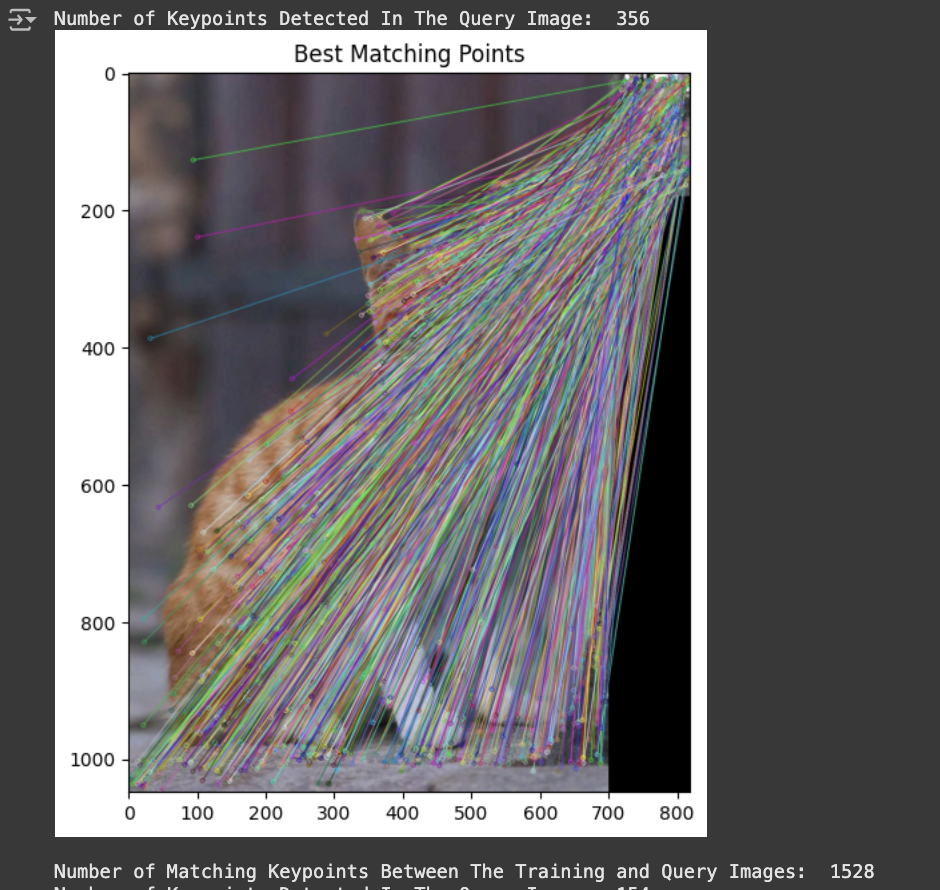 Number of Keypoints Detected In The Query Image:  356
Best Matching Points
0
200
400
600
800
1000
0 100 200 300 400 500 600 700 800
Number of Matching Keypoints Between The Training and Query Images:  1528